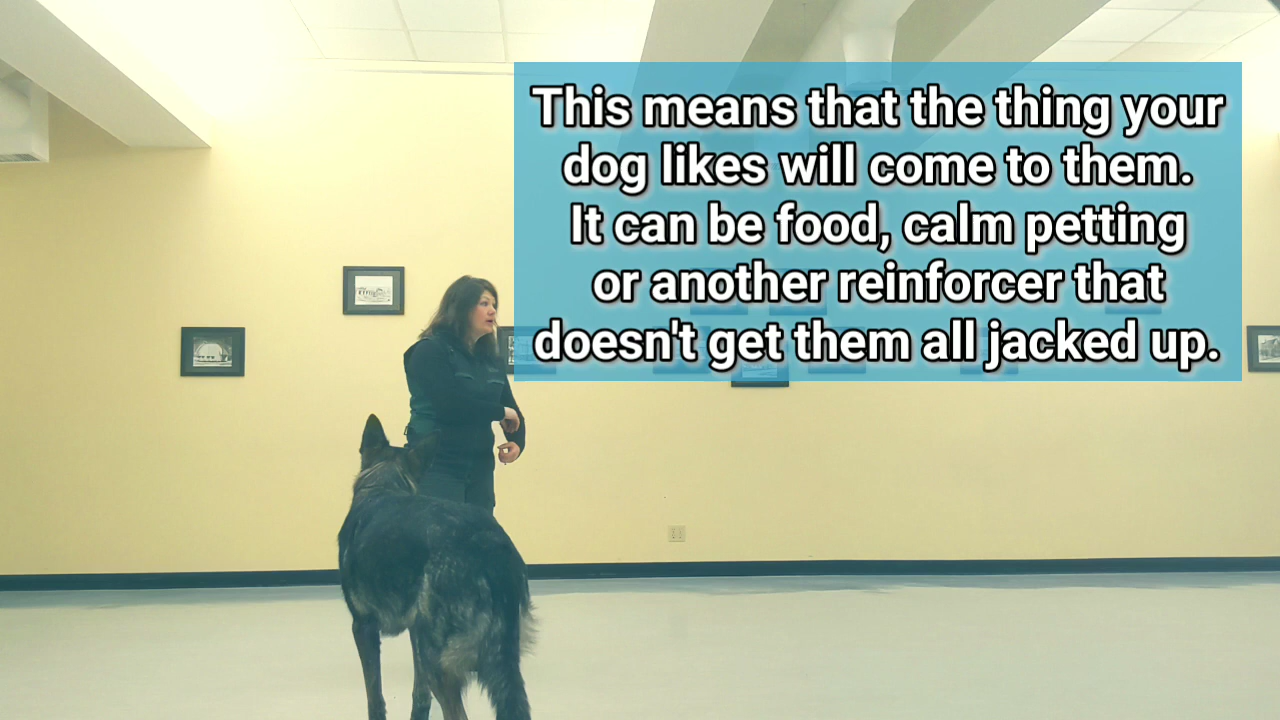 This means that the thing your
dog likes will come to them.
It can be food, calm petting
or another reinforcer that
doesn't get them all jacked up.